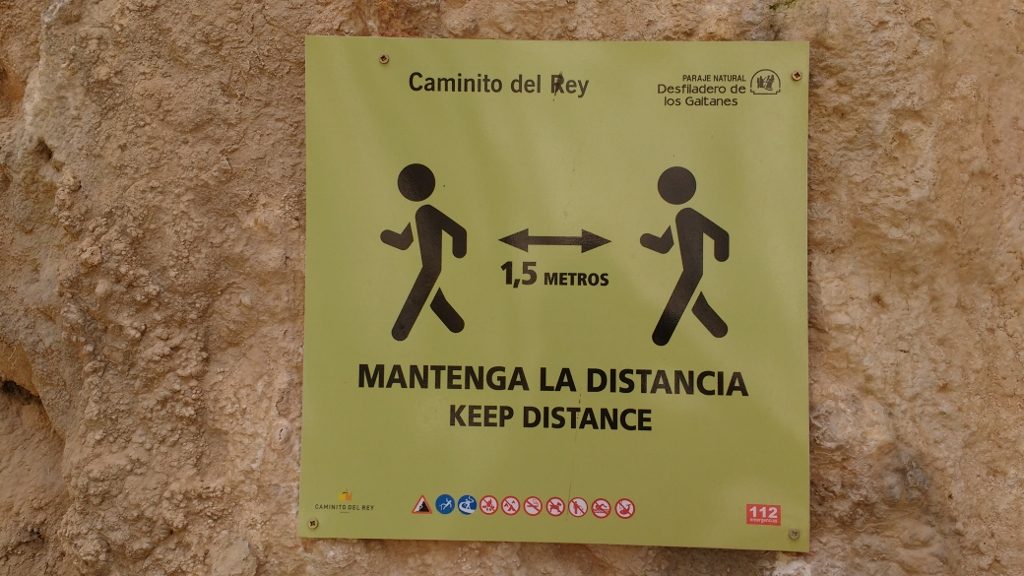 Caminito del Rey
PARAJE NATURAL
Desfiladero de
los Gaitanes
1,5 METROS
MANTENGA LA DISTANCIA
KEEP DISTANCE
CAMINITO DEL REY
112
emergencias